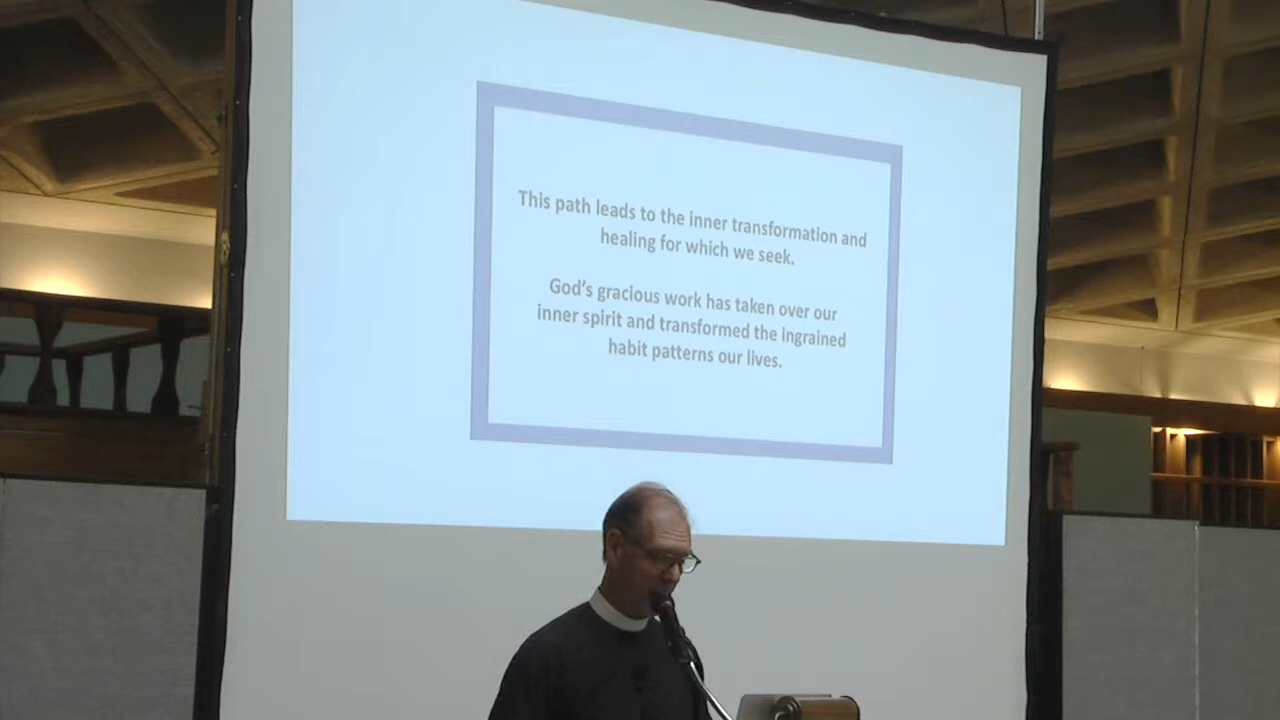 This path leads to the inner transformation and
healing for which we seek.
God's gracious work has taken over our
inner spirit and transformed the ingrained
habit patterns our lives.